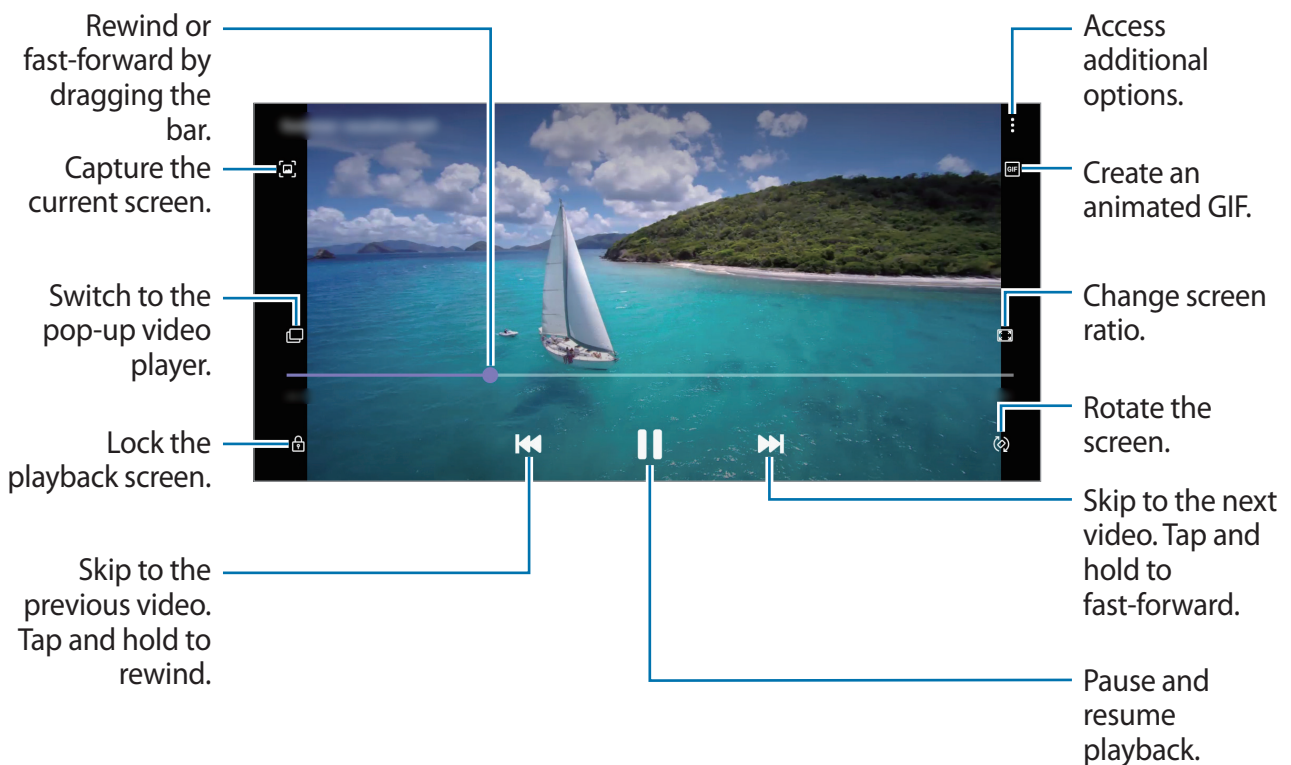 Rewind or
fast-forward by
dragging the
bar.
Capture the
current screen.
Switch to the
pop-up video
player.
Lock the
playback screen.
Skip to the
previous video.
Tap and hold to
rewind.
Access
additional
options.
GIF
Create an
animated GIF.
Change screen
ratio.
Rotate the
screen.
Skip to the next
video. Tap and
hold to
fast-forward.
Pause and
resume
playback.